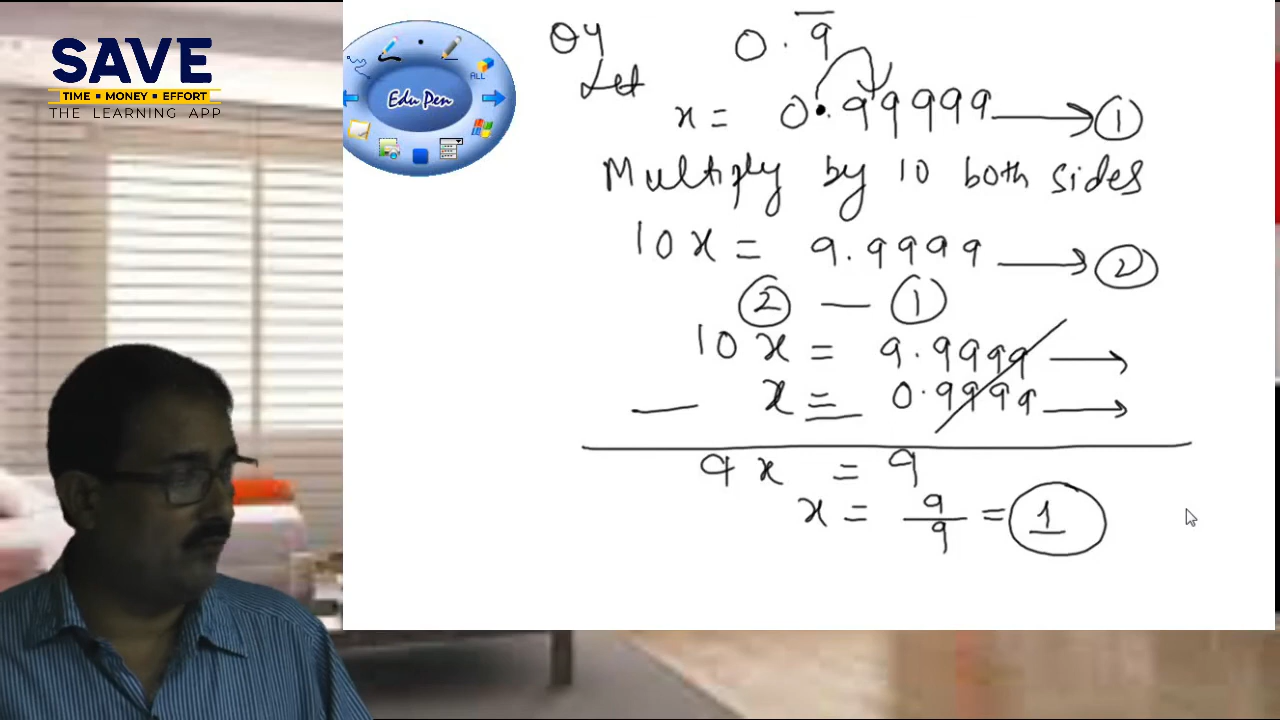 SAVE
TIME ▪ MONEY ▪ EFFORT
THE LEARNING APP
ALL
Edu Pen
Q4 0.9̅
Let
x = 0.99999 → ①
Multiply by 10 both sides
10x = 9.9999 → ②
② — ①
10x = 9.9999 →
— x = 0.9999 →
9x = 9
x = 9/9 = 1